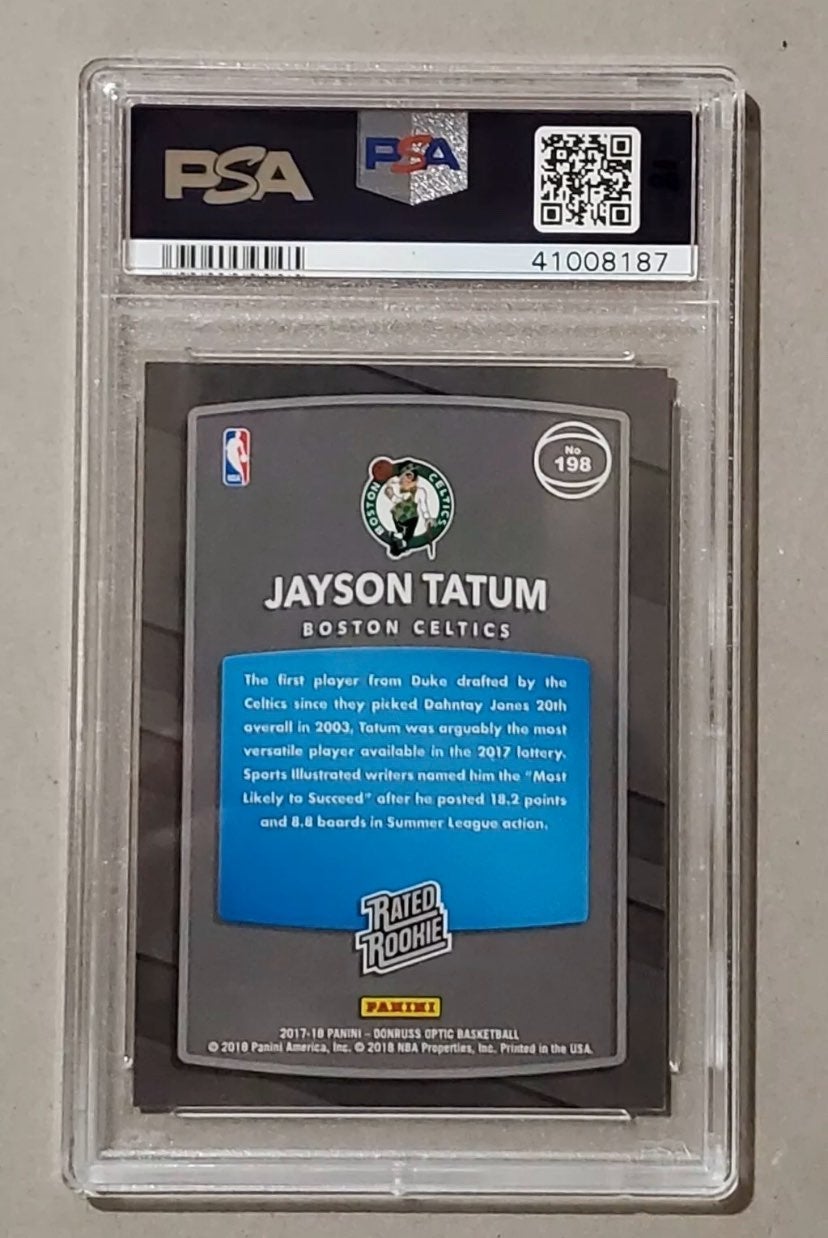 PSA
PSA
41008187
NBA
No
198
BOSTON CELTICS
JAYSON TATUM
BOSTON CELTICS
The first player from Duke drafted by the
Celtics since they picked Dahntay Jones 20th
overall in 2003, Tatum was arguably the most
versatile player available in the 2017 lottery.
Sports Illustrated writers named him the "Most
Likely to Succeed" after he posted 18.2 points
and 8.8 boards in Summer League action.
RATED
ROOKIE
PANINI
2017-18 PANINI – DONRUSS OPTIC BASKETBALL
© 2018 Panini America, Inc. © 2018 NBA Properties, Inc. Printed in the USA.